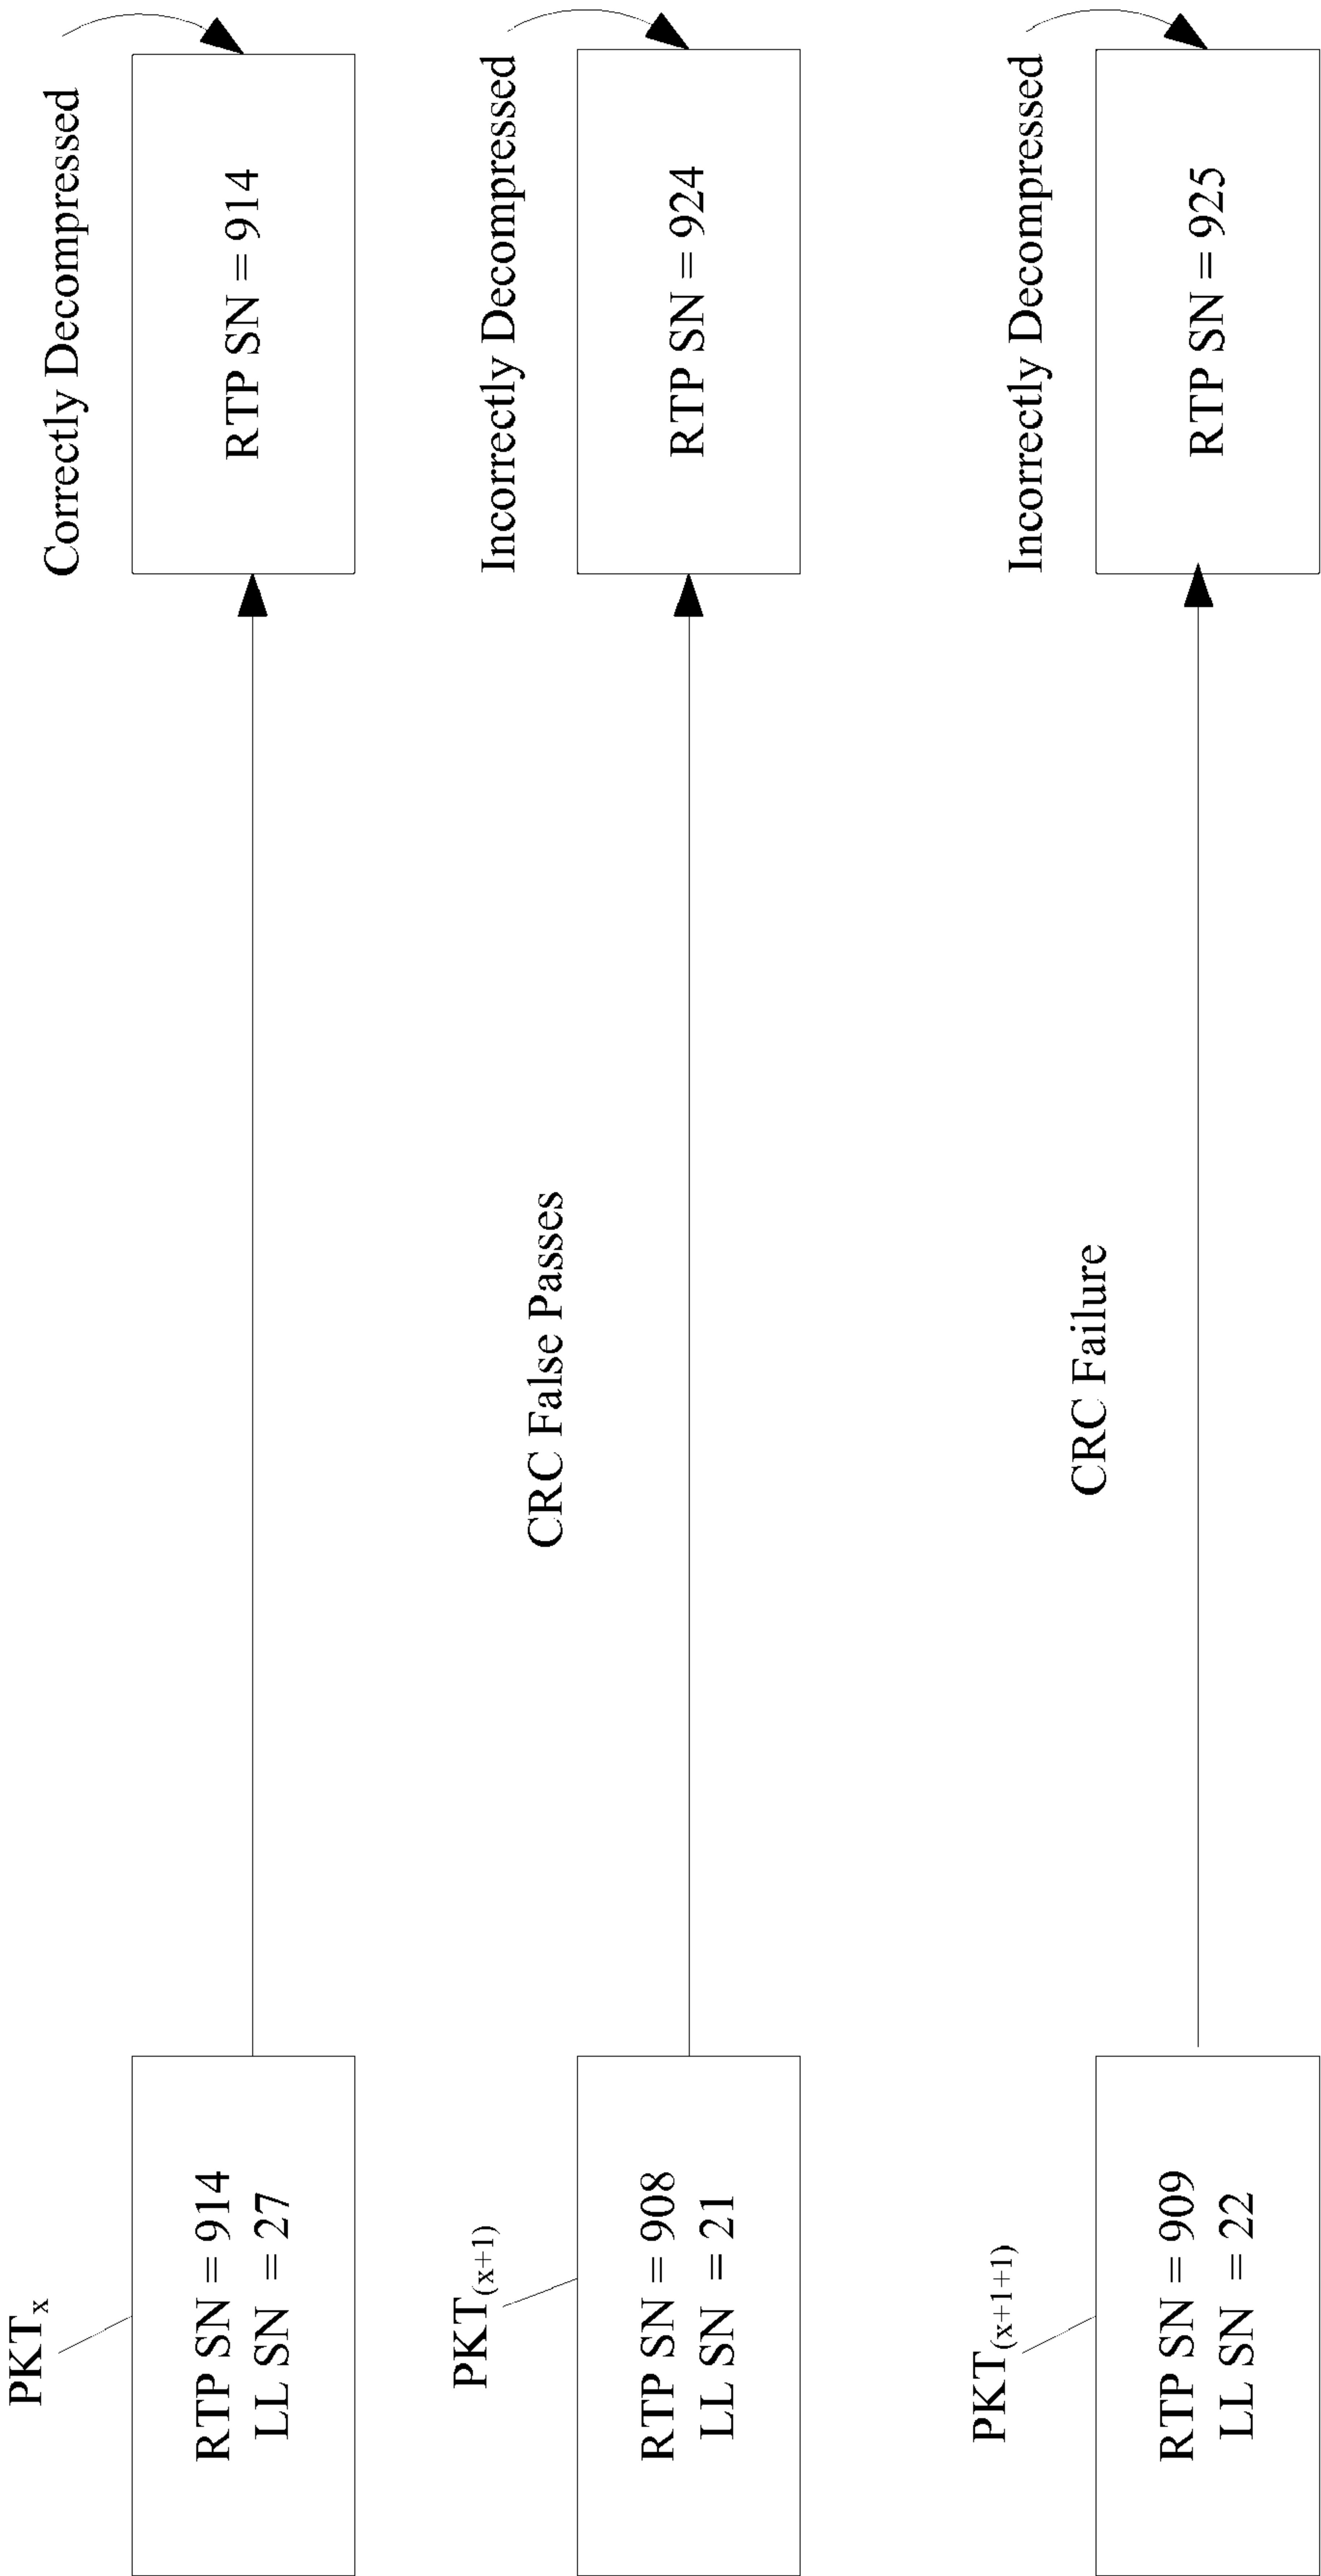 PKTx
RTP SN = 914
LL SN = 27
Correctly Decompressed
RTP SN = 914
PKT(x+1)
RTP SN = 908
LL SN = 21
CRC False Passes
Incorrectly Decompressed
RTP SN = 924
PKT(x+1+1)
RTP SN = 909
LL SN = 22
CRC Failure
Incorrectly Decompressed
RTP SN = 925